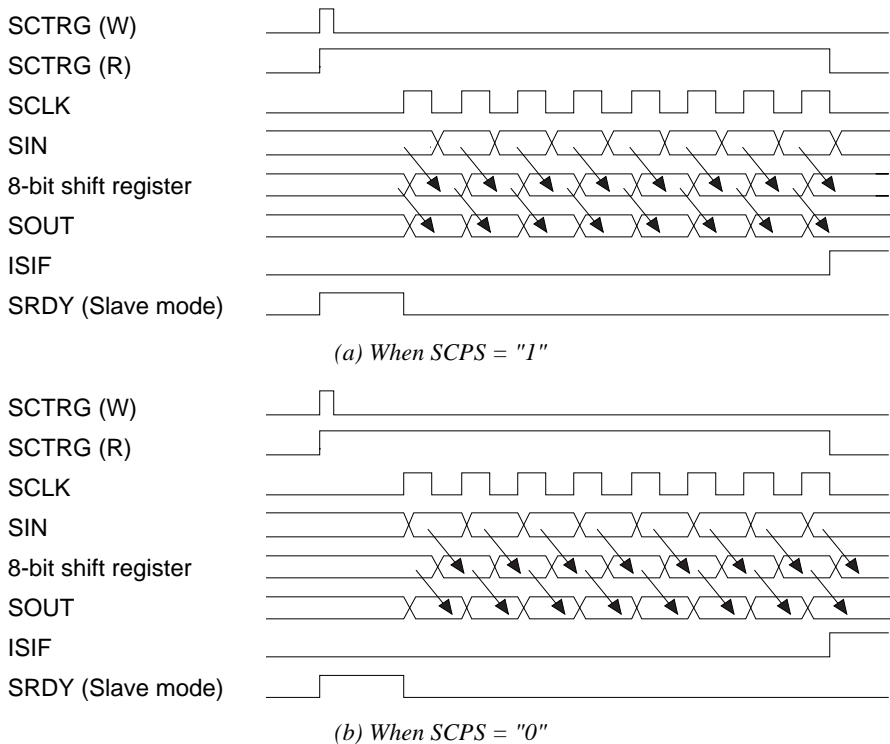 SCTRG (W)
SCTRG (R)
SCLK
SIN
8-bit shift register
SOUT
ISIF
SRDY (Slave mode)
(a) When SCPS = "1"
SCTRG (W)
SCTRG (R)
SCLK
SIN
8-bit shift register
SOUT
ISIF
SRDY (Slave mode)
(b) When SCPS = "0"